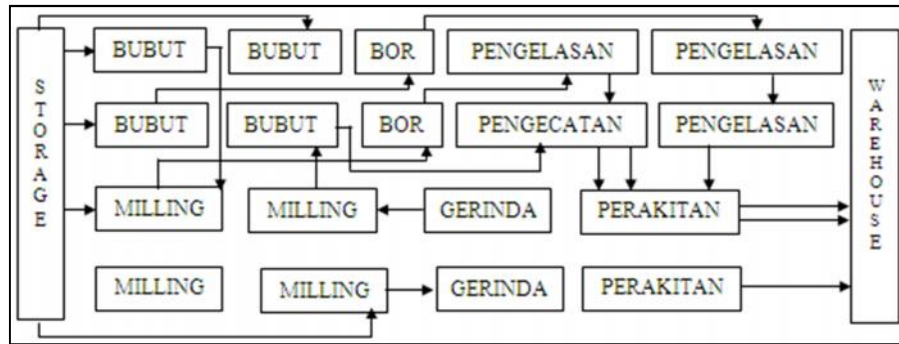 STORAGE
BUBUT BUBUT BOR PENGELASAN PENGELASAN
BUBUT BUBUT BOR PENGECATAN PENGELASAN
MILLING MILLING GERINDA PERAKITAN
MILLING MILLING GERINDA PERAKITAN
WAREHOUSE